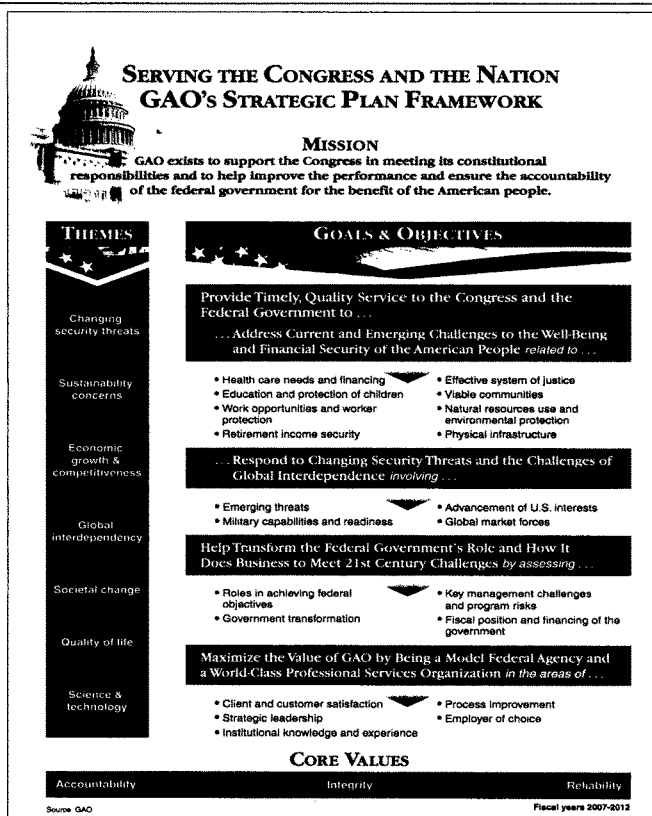 SERVING THE CONGRESS AND THE NATION
GAO'S STRATEGIC PLAN FRAMEWORK
MISSION
GAO exists to support the Congress in meeting its constitutional
responsibilities and to help improve the performance and ensure the accountability
of the federal government for the benefit of the American people.
THEMES
Changing
security threats
Sustainability
concerns
Economic
growth &
competitiveness
Global
interdependency
Societal change
Quality of life
Science &
technology
GOALS & OBJECTIVES
Provide Timely, Quality Service to the Congress and the
Federal Government to ...
... Address Current and Emerging Challenges to the Well-Being
and Financial Security of the American People related to ...
• Health care needs and financing
• Education and protection of children
• Work opportunities and worker
protection
• Retirement income security
• Effective system of justice
• Viable communities
• Natural resources use and
environmental protection
• Physical infrastructure
... Respond to Changing Security Threats and the Challenges of
Global Interdependence involving ...
• Emerging threats
• Military capabilities and readiness
• Advancement of U.S. interests
• Global market forces
Help Transform the Federal Government's Role and How It
Does Business to Meet 21st Century Challenges by assessing ...
• Roles in achieving federal
objectives
• Government transformation
• Key management challenges
and program risks
• Fiscal position and financing of the
government
Maximize the Value of GAO by Being a Model Federal Agency and
a World-Class Professional Services Organization in the areas of ...
• Client and customer satisfaction
• Strategic leadership
• Institutional knowledge and experience
• Process improvement
• Employer of choice
CORE VALUES
Accountability
Integrity
Reliability
Source GAO
Fiscal years 2007-2012